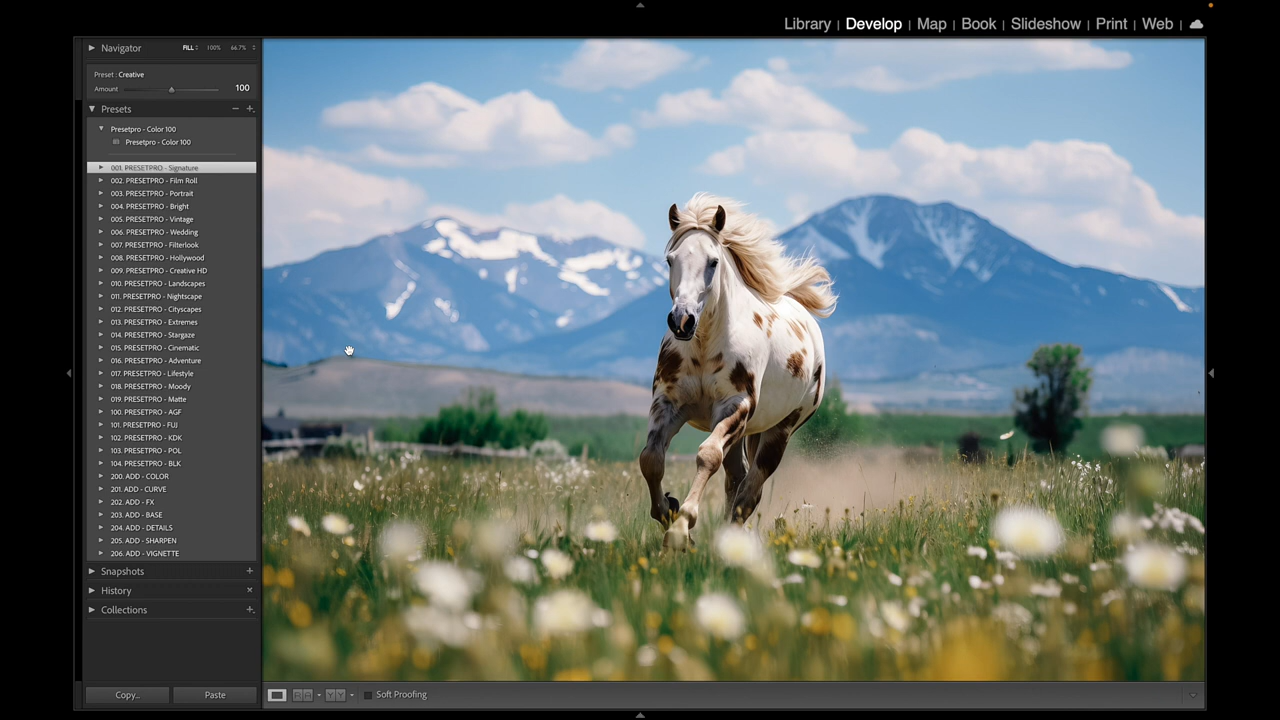 Library | Develop | Map | Book | Slideshow | Print | Web
Navigator FILL 100% 66.7%
Preset : Creative
Amount 100
Presets
Presetpro - Color 100
Presetpro - Color 100
001. PRESETPRO - Signature
002. PRESETPRO - Film Roll
003. PRESETPRO - Portrait
004. PRESETPRO - Bright
005. PRESETPRO - Vintage
006. PRESETPRO - Wedding
007. PRESETPRO - Filterlook
008. PRESETPRO - Hollywood
009. PRESETPRO - Creative HD
010. PRESETPRO - Landscapes
011. PRESETPRO - Nightscape
012. PRESETPRO - Cityscapes
013. PRESETPRO - Extremes
014. PRESETPRO - Stargaze
015. PRESETPRO - Cinematic
016. PRESETPRO - Adventure
017. PRESETPRO - Lifestyle
018. PRESETPRO - Moody
019. PRESETPRO - Matte
100. PRESETPRO - AGF
101. PRESETPRO - FUJ
102. PRESETPRO - KDK
103. PRESETPRO - POL
104. PRESETPRO - BLK
200. ADD - COLOR
201. ADD - CURVE
202. ADD - FX
203. ADD - BASE
204. ADD - DETAILS
205. ADD - SHARPEN
206. ADD - VIGNETTE
Snapshots
History
Collections
Copy... Paste
Soft Proofing